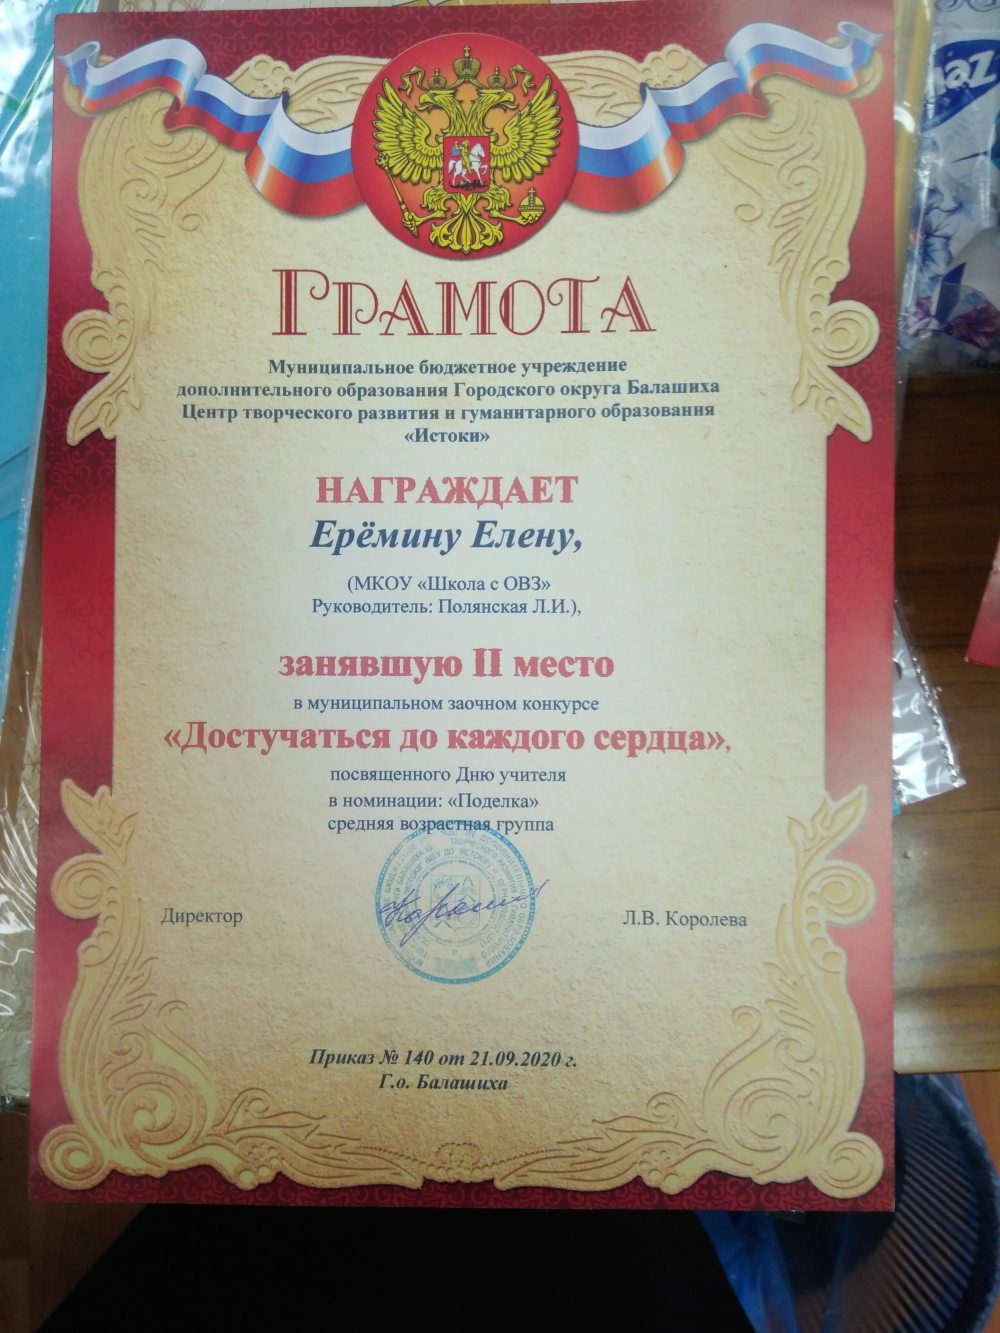 Грамота
Муниципальное бюджетное учреждение
дополнительного образования Городского округа Балашиха
Центр творческого развития и гуманитарного образования
«Истоки»
НАГРАЖДАЕТ
Ерёмину Елену,
(МКОУ «Школа с ОВЗ»
Руководитель: Полянская Л.И.),
занявшую II место
в муниципальном заочном конкурсе
«Достучаться до каждого сердца»,
посвященного Дню учителя
в номинации: «Поделка»
средняя возрастная группа
Директор
Л.В. Королева
Приказ № 140 от 21.09.2020 г.
Г.о. Балашиха